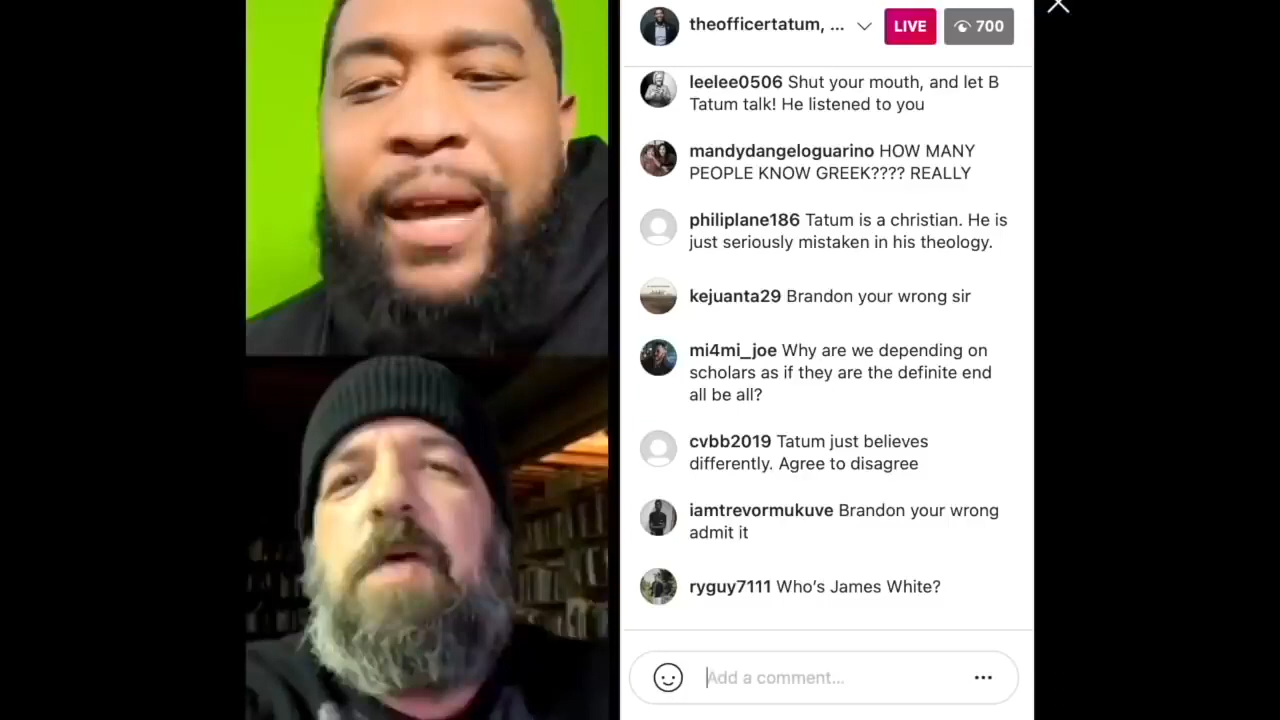 theofficertatum, ...
LIVE
700
leelee0506 Shut your mouth, and let B
Tatum talk! He listened to you
mandydangeloguarino HOW MANY
PEOPLE KNOW GREEK???? REALLY
philiplane186 Tatum is a christian. He is
just seriously mistaken in his theology.
kejuanta29 Brandon your wrong sir
mi4mi_joe Why are we depending on
scholars as if they are the definite end
all be all?
cvbb2019 Tatum just believes
differently. Agree to disagree
iamtrevormukuve Brandon your wrong
admit it
ryguy7111 Who's James White?
Add a comment...